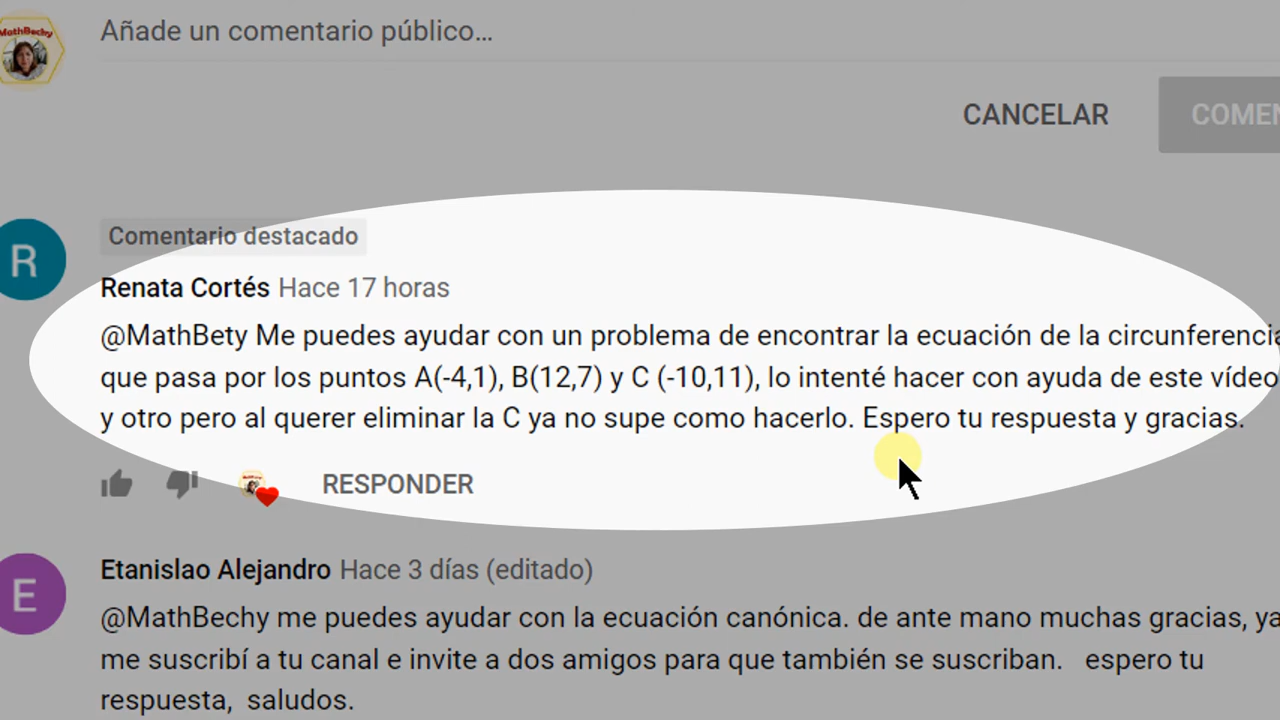 MathBechy
Añade un comentario público...
CANCELAR
COMEN
R
Comentario destacado
Renata Cortés Hace 17 horas
@MathBety Me puedes ayudar con un problema de encontrar la ecuación de la circunferencia
que pasa por los puntos A(-4,1), B(12,7) y C (-10,11), lo intenté hacer con ayuda de este vídeo
y otro pero al querer eliminar la C ya no supe como hacerlo. Espero tu respuesta y gracias.
RESPONDER
E
Etanislao Alejandro Hace 3 días (editado)
@MathBechy me puedes ayudar con la ecuación canónica. de ante mano muchas gracias, ya
me suscribí a tu canal e invite a dos amigos para que también se suscriban. espero tu
respuesta, saludos.